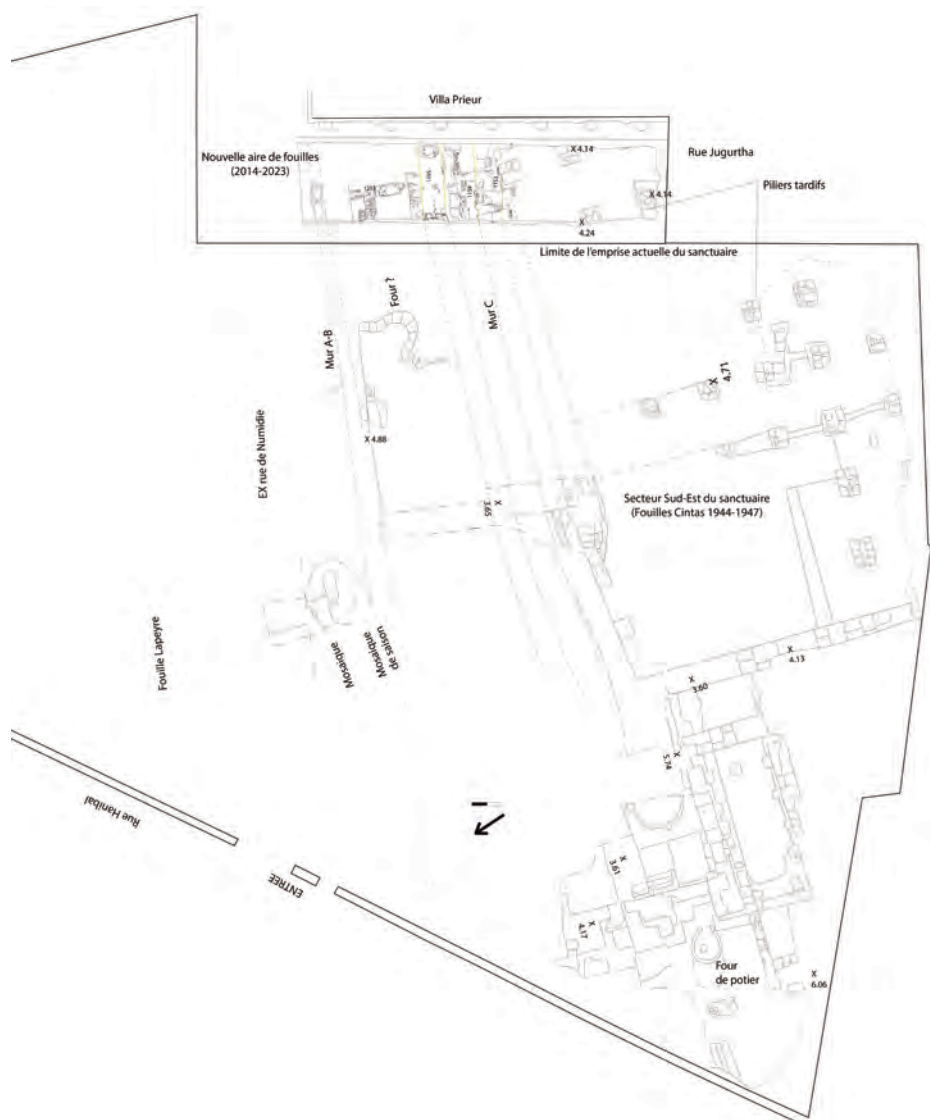 Villa Prieur
Nouvelle aire de fouilles
(2014-2023)
X 4.14
Rue Jugurtha
X 4.14
Piliers tardifs
X
4.24
Limite de l'emprise actuelle du sanctuaire
Four ?
Mur A-B
Mur C
X
4.71
EX rue de Numidie
X 4.88
X
3.65
Secteur Sud-Est du sanctuaire
(Fouilles Cintas 1944-1947)
Fouille Lapeyre
Mosaïque
Mosaïque
de saison
X
4.13
X
3.60
X
5.74
Rue Hanibal
ENTREE
X
3.61
X
4.17
Four
de potier
X
6.06